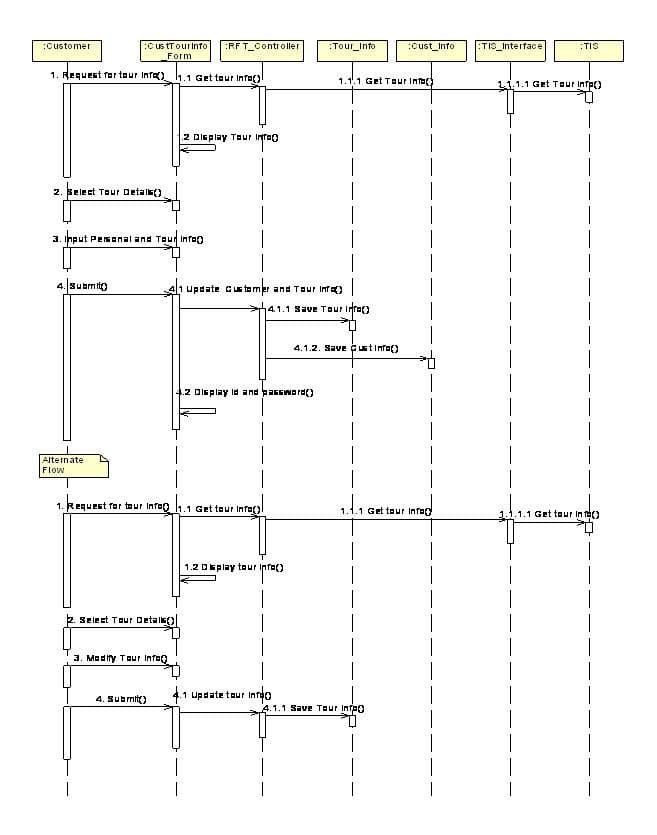 :Customer
:CustTourInfo
_Form
:RFT_Controller
:Tour_Info
:Cust_Info
:TIS_Interface
:TIS
1. Request for tour info()
1.1 Get tour info()
1.1.1 Get Tour Info()
1.1.1.1 Get Tour Info()
1.2 Display Tour Info()
2. Select Tour Details()
3. Input Personal and Tour Info()
4. Submit()
4.1 Update Customer and Tour Info()
4.1.1 Save Tour Info()
4.1.2. Save Cust Info()
4.2 Display id and password()
Alternate
Flow
1. Request for tour info()
1.1 Get tour info()
1.1.1 Get tour info()
1.1.1.1 Get tour info()
1.2 Display tour info()
2. Select Tour Details()
3. Modify Tour Info()
4. Submit()
4.1 Update tour info()
4.1.1 Save Tour Info()